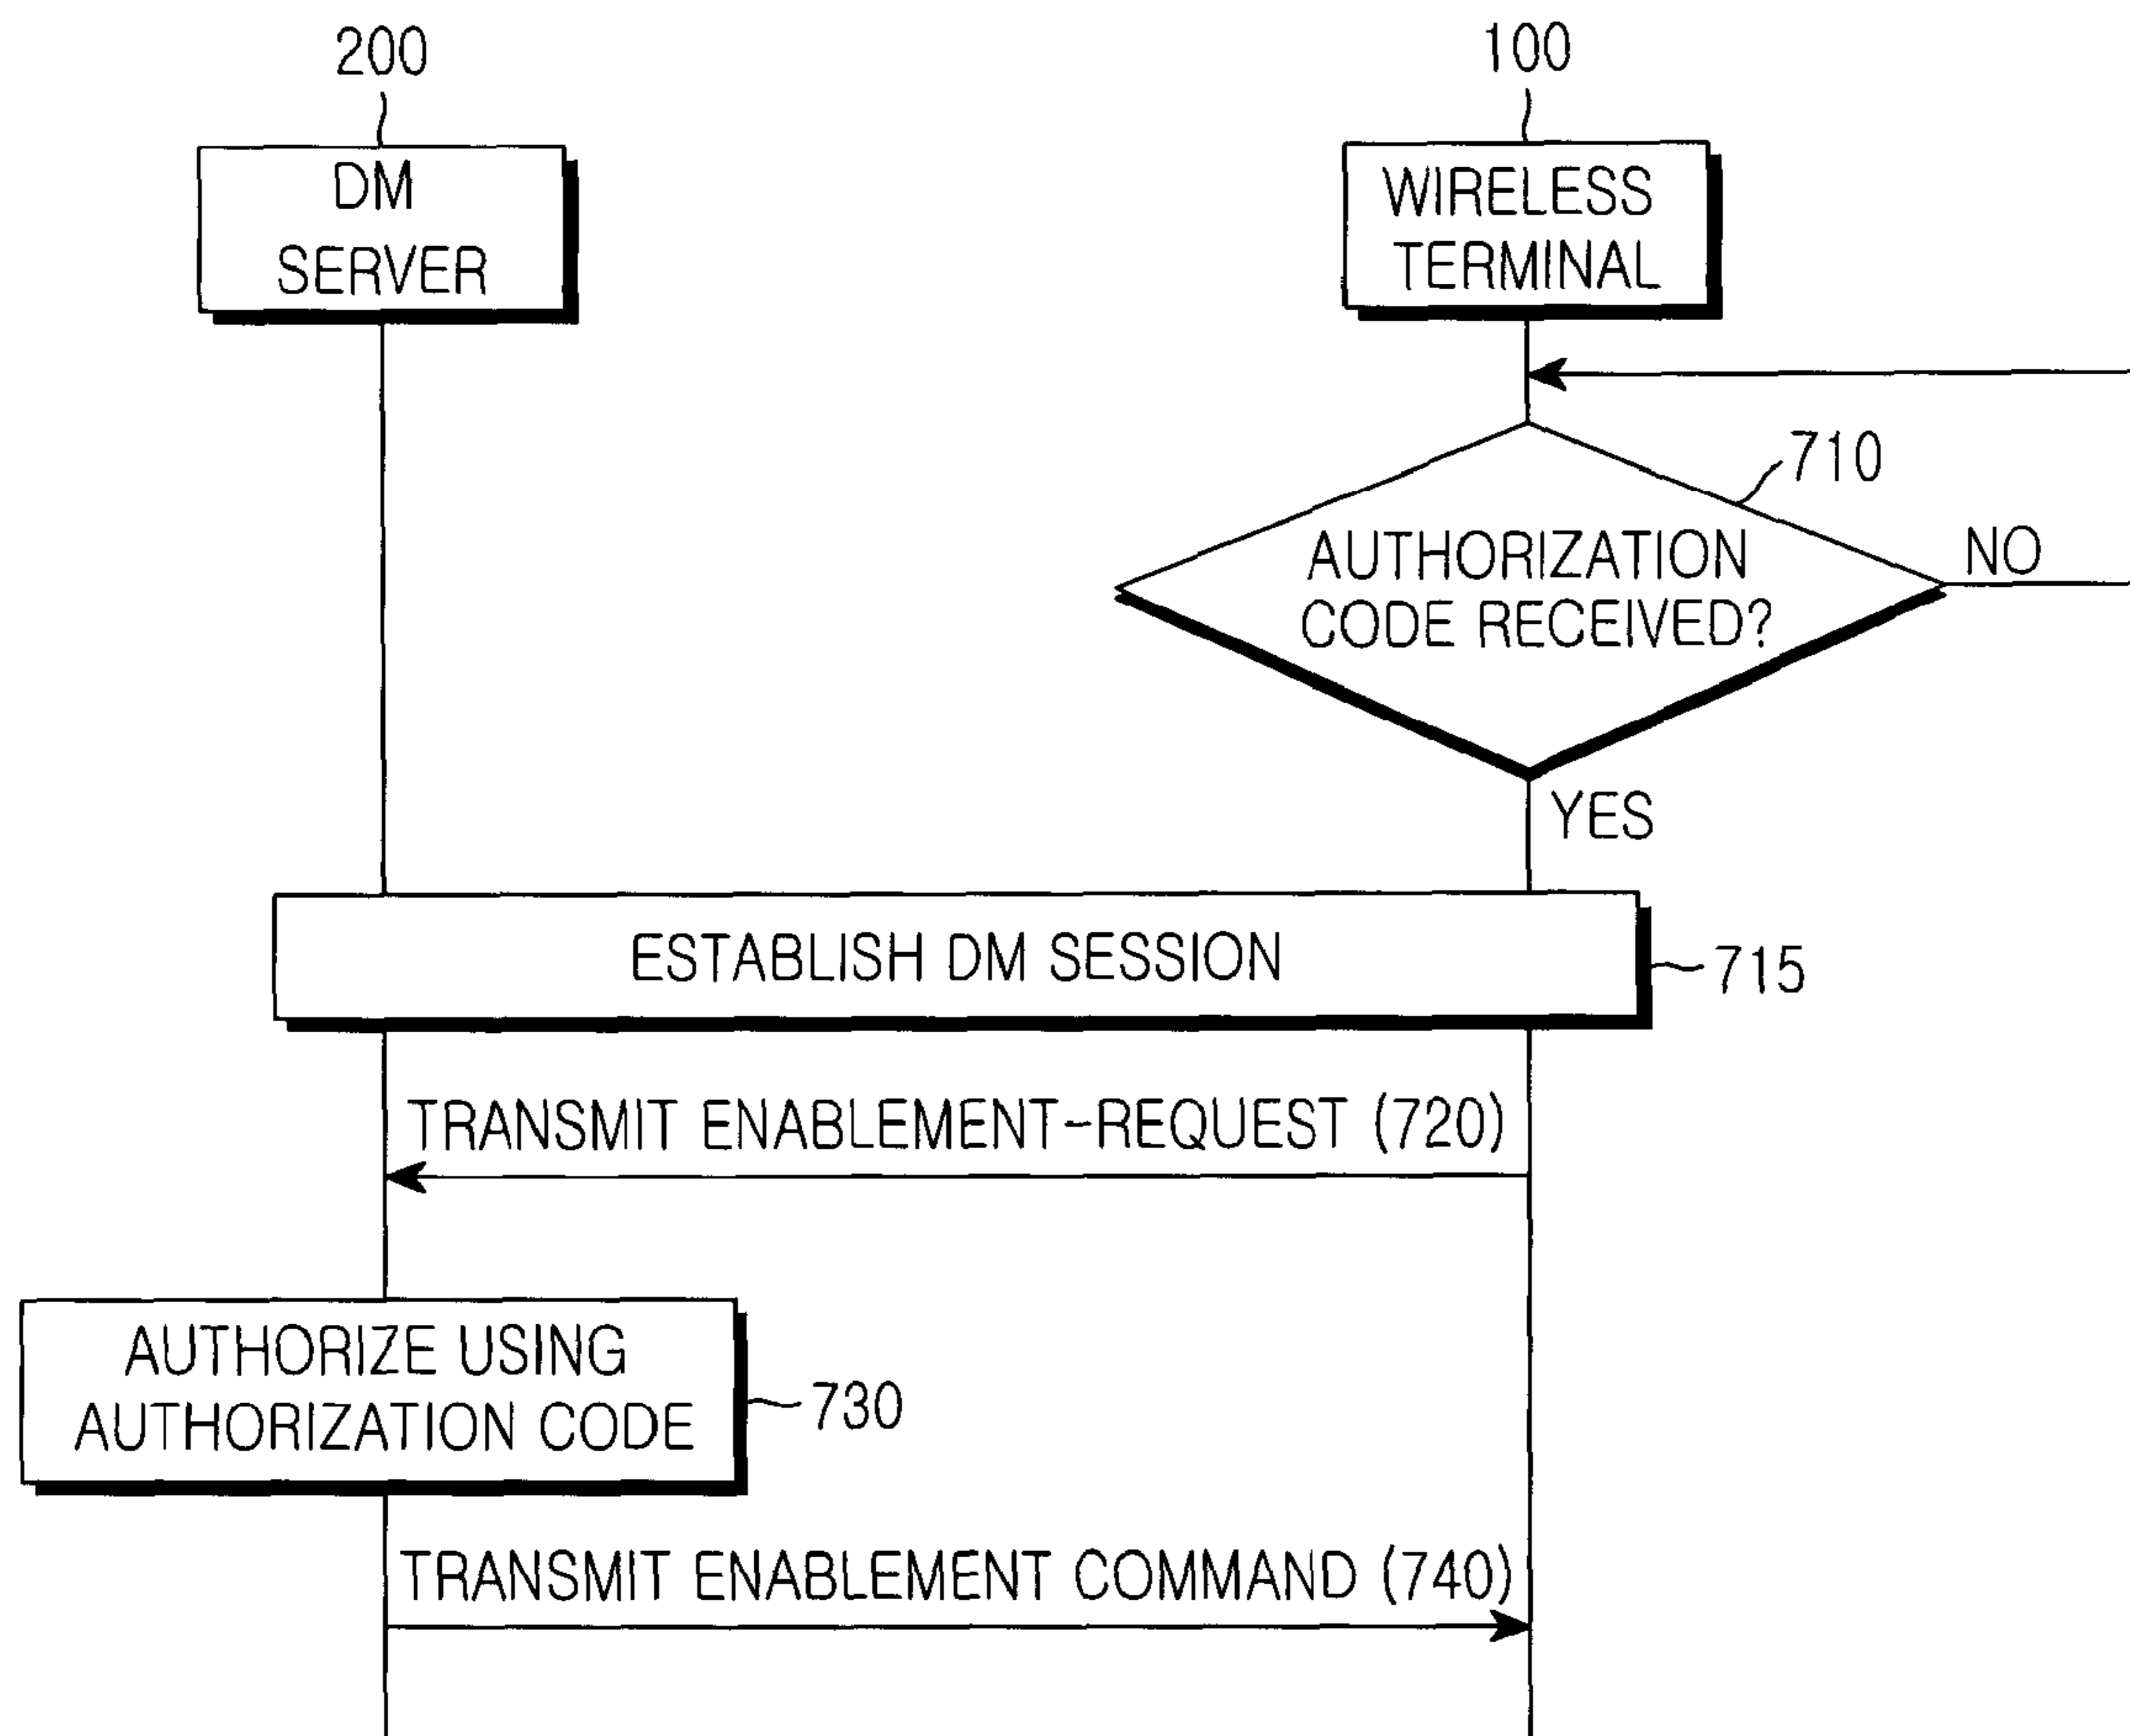 200
100
DM
SERVER
WIRELESS
TERMINAL
710
AUTHORIZATION
CODE RECEIVED?
NO
YES
ESTABLISH DM SESSION
715
TRANSMIT ENABLEMENT-REQUEST (720)
AUTHORIZE USING
AUTHORIZATION CODE
730
TRANSMIT ENABLEMENT COMMAND (740)